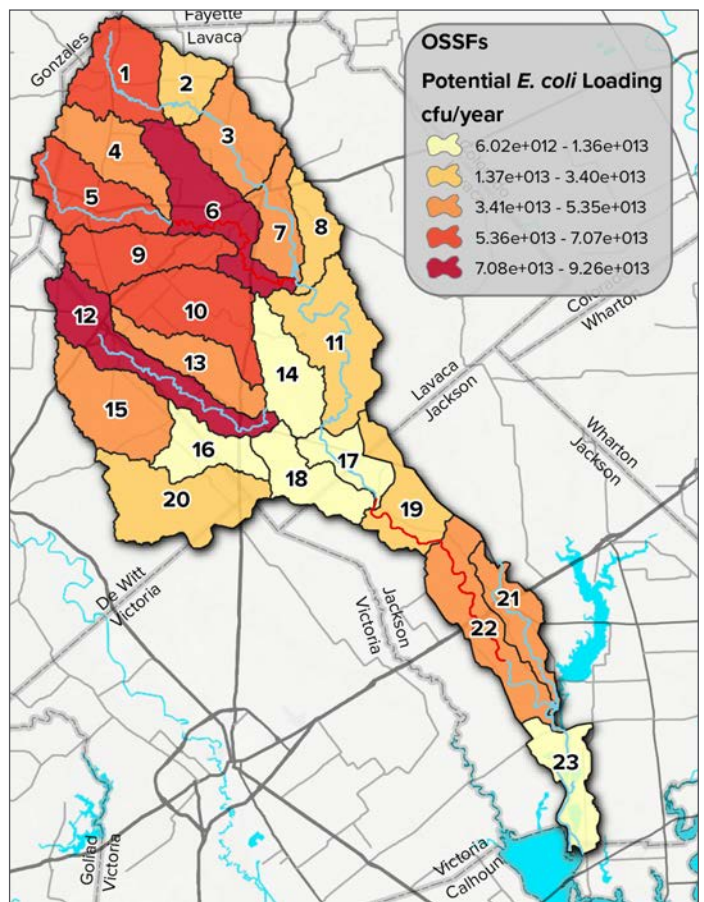 Fayette
Lavaca
Gonzales
OSSFs
Potential E. coli Loading
cfu/year
6.02e+012 - 1.36e+013
1.37e+013 - 3.40e+013
3.41e+013 - 5.35e+013
5.36e+013 - 7.07e+013
7.08e+013 - 9.26e+013
1
2
3
4
5
6
7
8
9
10
11
12
13
14
15
16
17
18
19
20
21
22
23
Colorado
Wharton
Lavaca
Jackson
Wharton
Jackson
De Witt
Victoria
Jackson
Victoria
Goliad
Victoria
Victoria
Calhoun